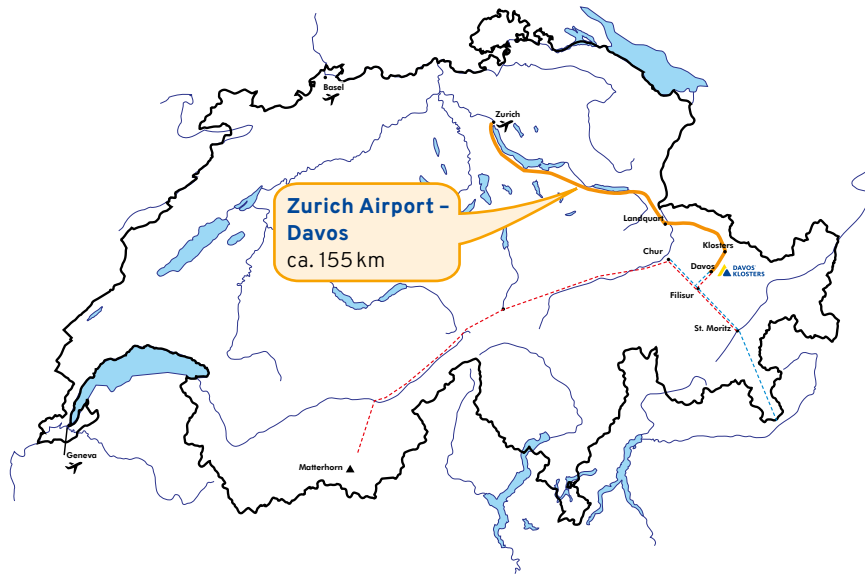 Basel
Zurich
Zurich Airport –
Davos
ca. 155 km
Landquart
Klosters
Chur
Davos
DAVOS
KLOSTERS
Filisur
St. Moritz
Geneva
Matterhorn